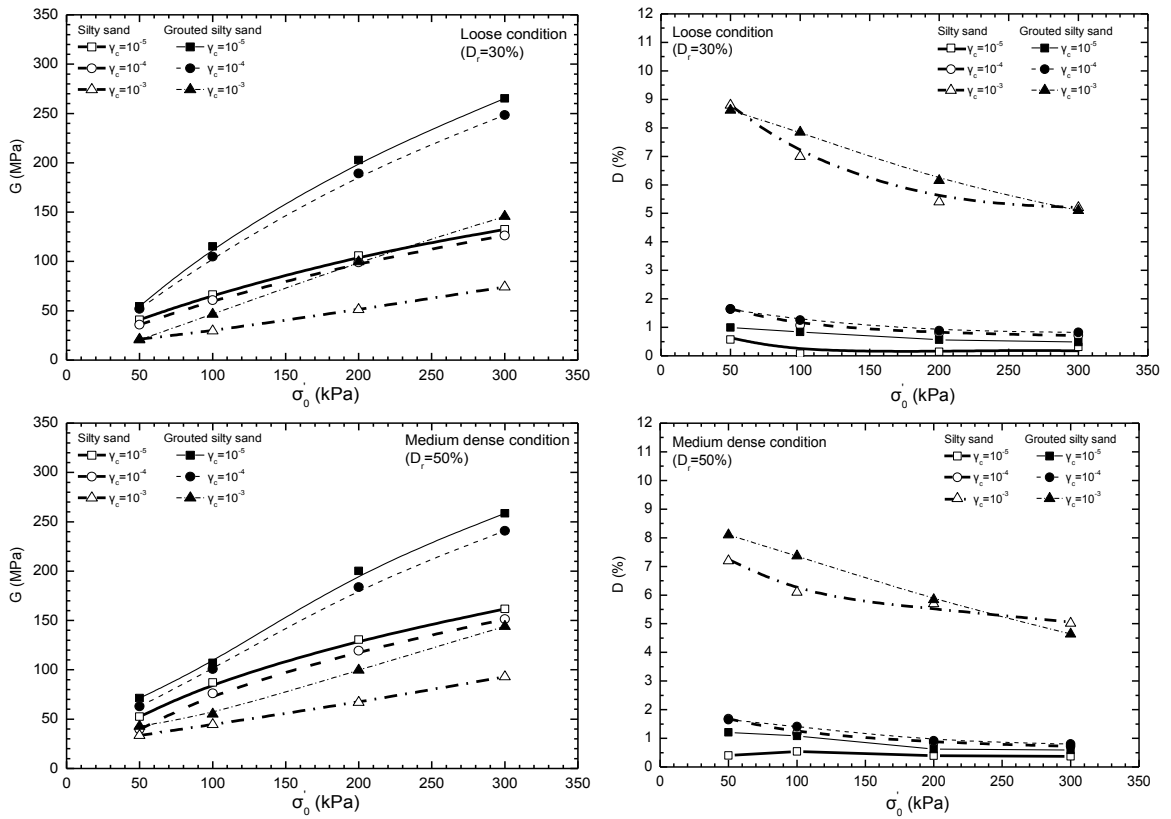 350
300
250
200
150
100
50
0
G (MPa)
Silty sand Grouted silty sand
γc=10-5 γc=10-5
γc=10-4 γc=10-4
γc=10-3 γc=10-3
Loose condition
(Dr=30%)
0 50 100 150 200 250 300 350
σ'0 (kPa)
12
11
10
9
8
7
6
5
4
3
2
1
0
D (%)
Loose condition
(Dr=30%)
Silty sand Grouted silty sand
γc=10-5 γc=10-5
γc=10-4 γc=10-4
γc=10-3 γc=10-3
0 50 100 150 200 250 300 350
σ'0 (kPa)
350
300
250
200
150
100
50
0
G (MPa)
Silty sand Grouted silty sand
γc=10-5 γc=10-5
γc=10-4 γc=10-4
γc=10-3 γc=10-3
Medium dense condition
(Dr=50%)
0 50 100 150 200 250 300 350
σ'0 (kPa)
12
11
10
9
8
7
6
5
4
3
2
1
0
D (%)
Medium dense condition
(Dr=50%)
Silty sand Grouted silty sand
γc=10-5 γc=10-5
γc=10-4 γc=10-4
γc=10-3 γc=10-3
0 50 100 150 200 250 300 350
σ'0 (kPa)